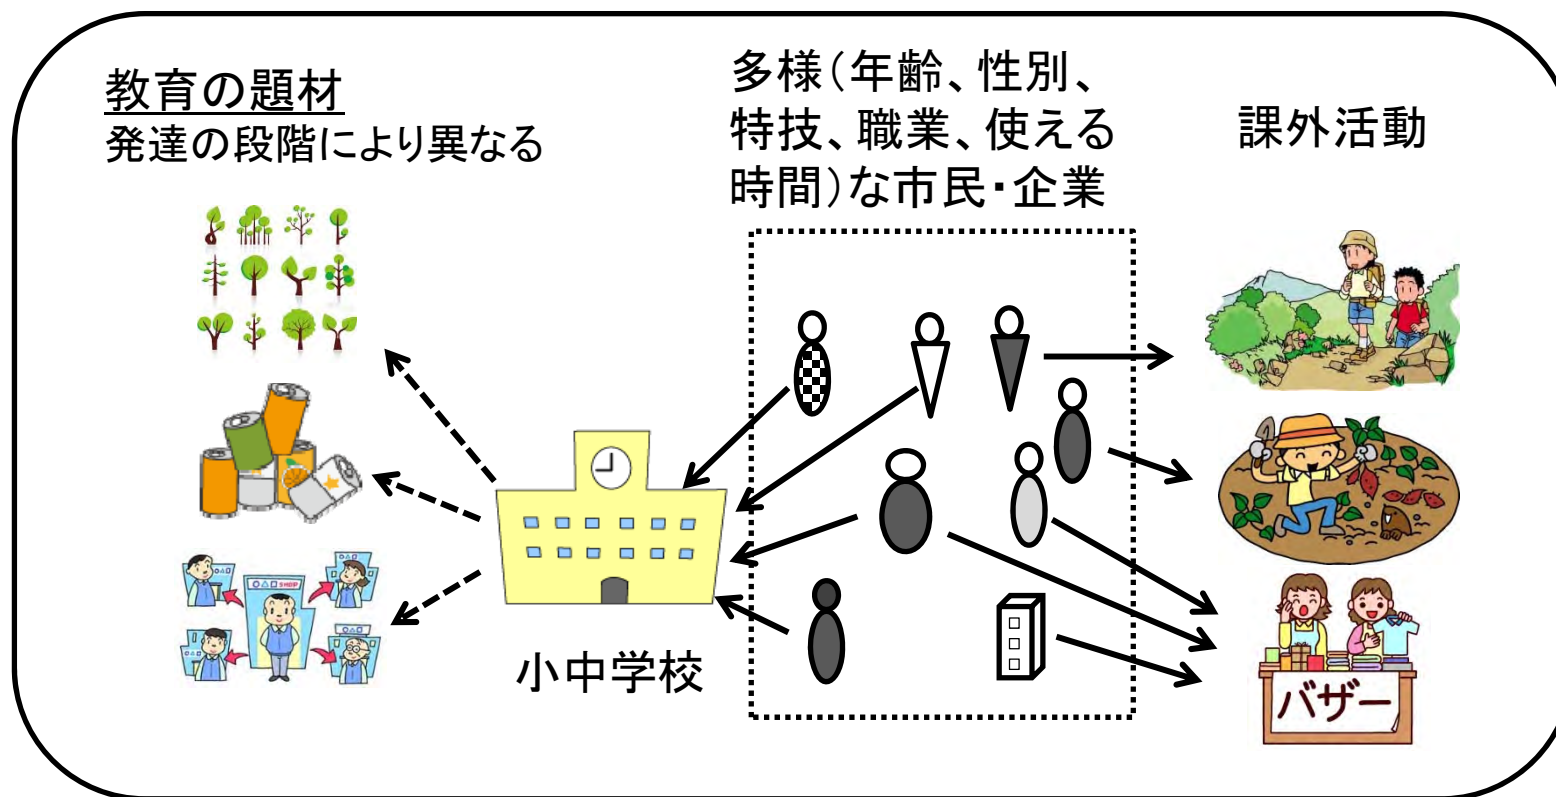 教育の題材
発達の段階により異なる
多様（年齢、性別、
特技、職業、使える
時間）な市民・企業
課外活動
小中学校
○△□ SHOP
バザー